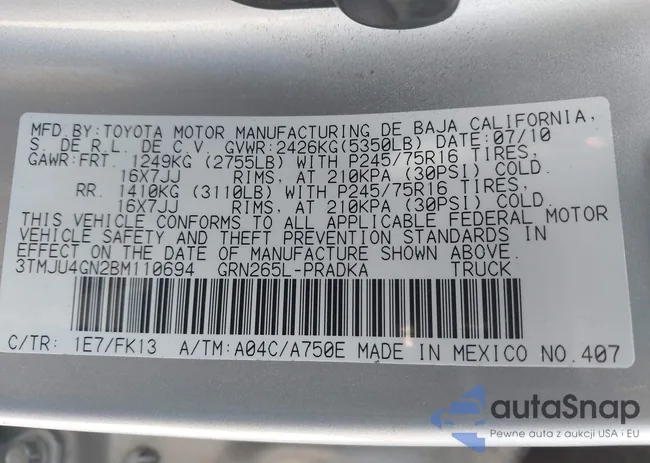 MFD.BY:TOYOTA MOTOR MANUFACTURING DE BAJA CALIFORNIA,
S. DE R.L. DE C.V. GVWR:2426KG(5350LB) DATE:07/10
GAWR:FRT. 1249KG (2755LB) WITH P245/75R16 TIRES,
16X7JJ RIMS, AT 210KPA (30PSI) COLD.
RR. 1410KG (3110LB) WITH P245/75R16 TIRES,
16X7JJ RIMS, AT 210KPA (30PSI) COLD.
THIS VEHICLE CONFORMS TO ALL APPLICABLE FEDERAL MOTOR
VEHICLE SAFETY AND THEFT PREVENTION STANDARDS IN
EFFECT ON THE DATE OF MANUFACTURE SHOWN ABOVE.
3TMJU4GN2BM110694 GRN265L-PRADKA TRUCK
C/TR: 1E7/FK13 A/TM:A04C/A750E MADE IN MEXICO NO.407
autaSnap
Pewne auta z aukcji USA i EU